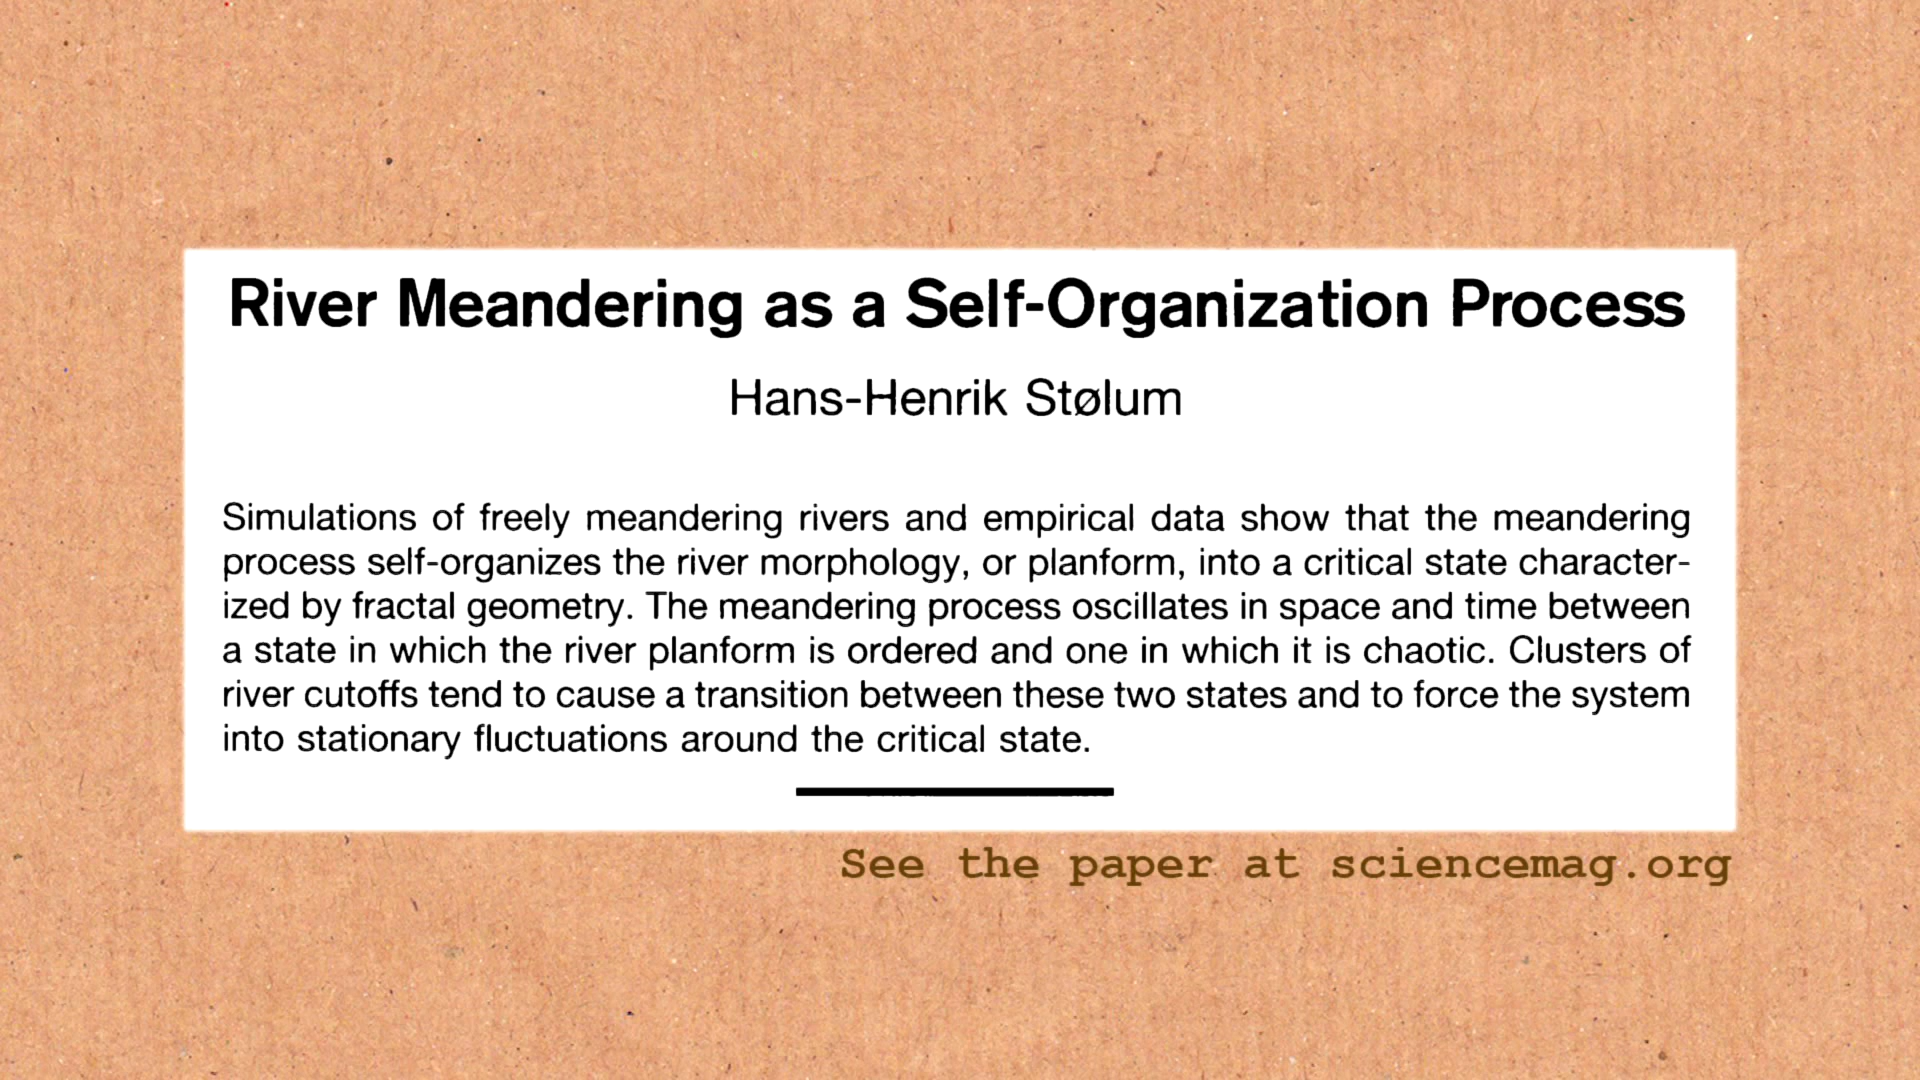 River Meandering as a Self-Organization Process
Hans-Henrik Stølum
Simulations of freely meandering rivers and empirical data show that the meandering
process self-organizes the river morphology, or planform, into a critical state character-
ized by fractal geometry. The meandering process oscillates in space and time between
a state in which the river planform is ordered and one in which it is chaotic. Clusters of
river cutoffs tend to cause a transition between these two states and to force the system
into stationary fluctuations around the critical state.
See the paper at sciencemag.org